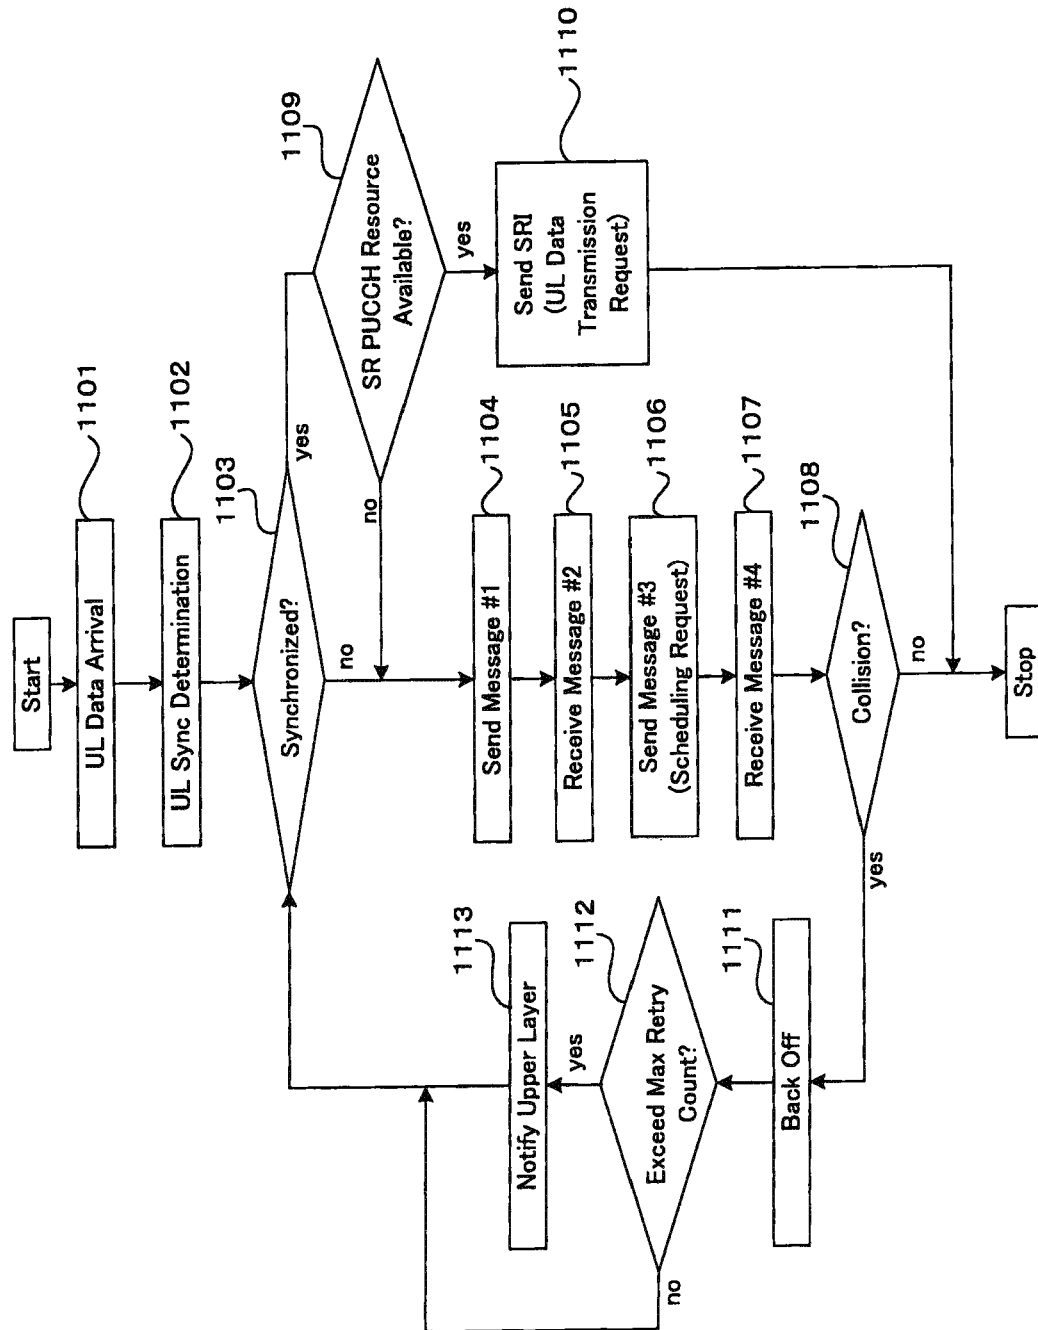 Start
UL Data Arrival
1101
UL Sync Determination
1102
Synchronized?
1103
yes
no
SR PUCCH Resource
Available?
1109
no
yes
Send SRI
(UL Data
Transmission
Request)
1110
Send Message #1
1104
Receive Message #2
1105
Send Message #3
(Scheduling Request)
1106
Receive Message #4
1107
Collision?
1108
yes
no
Stop
Back Off
1111
Exceed Max Retry
Count?
1112
yes
no
Notify Upper Layer
1113